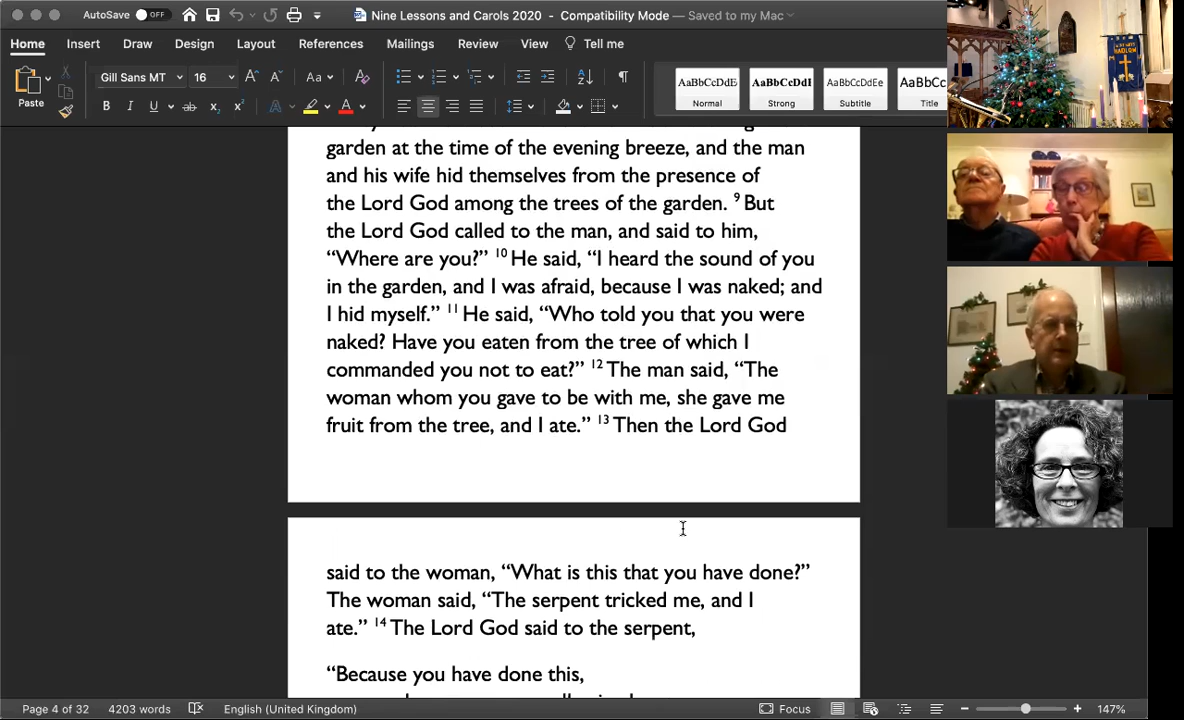 AutoSave OFF
Nine Lessons and Carols 2020 - Compatibility Mode — Saved to my Mac
Home Insert Draw Design Layout References Mailings Review View Tell me
Paste
Gill Sans MT 16
AaBbCcDdE AaBbCcDdI AaBbCcDdEe AaBbC
Normal Strong Subtitle Title
garden at the time of the evening breeze, and the man
and his wife hid themselves from the presence of
the Lord God among the trees of the garden. 9 But
the Lord God called to the man, and said to him,
“Where are you?” 10 He said, “I heard the sound of you
in the garden, and I was afraid, because I was naked; and
I hid myself.” 11 He said, “Who told you that you were
naked? Have you eaten from the tree of which I
commanded you not to eat?” 12 The man said, “The
woman whom you gave to be with me, she gave me
fruit from the tree, and I ate.” 13 Then the Lord God
said to the woman, “What is this that you have done?”
The woman said, “The serpent tricked me, and I
ate.” 14 The Lord God said to the serpent,
“Because you have done this,
Page 4 of 32 4203 words English (United Kingdom) Focus 147%